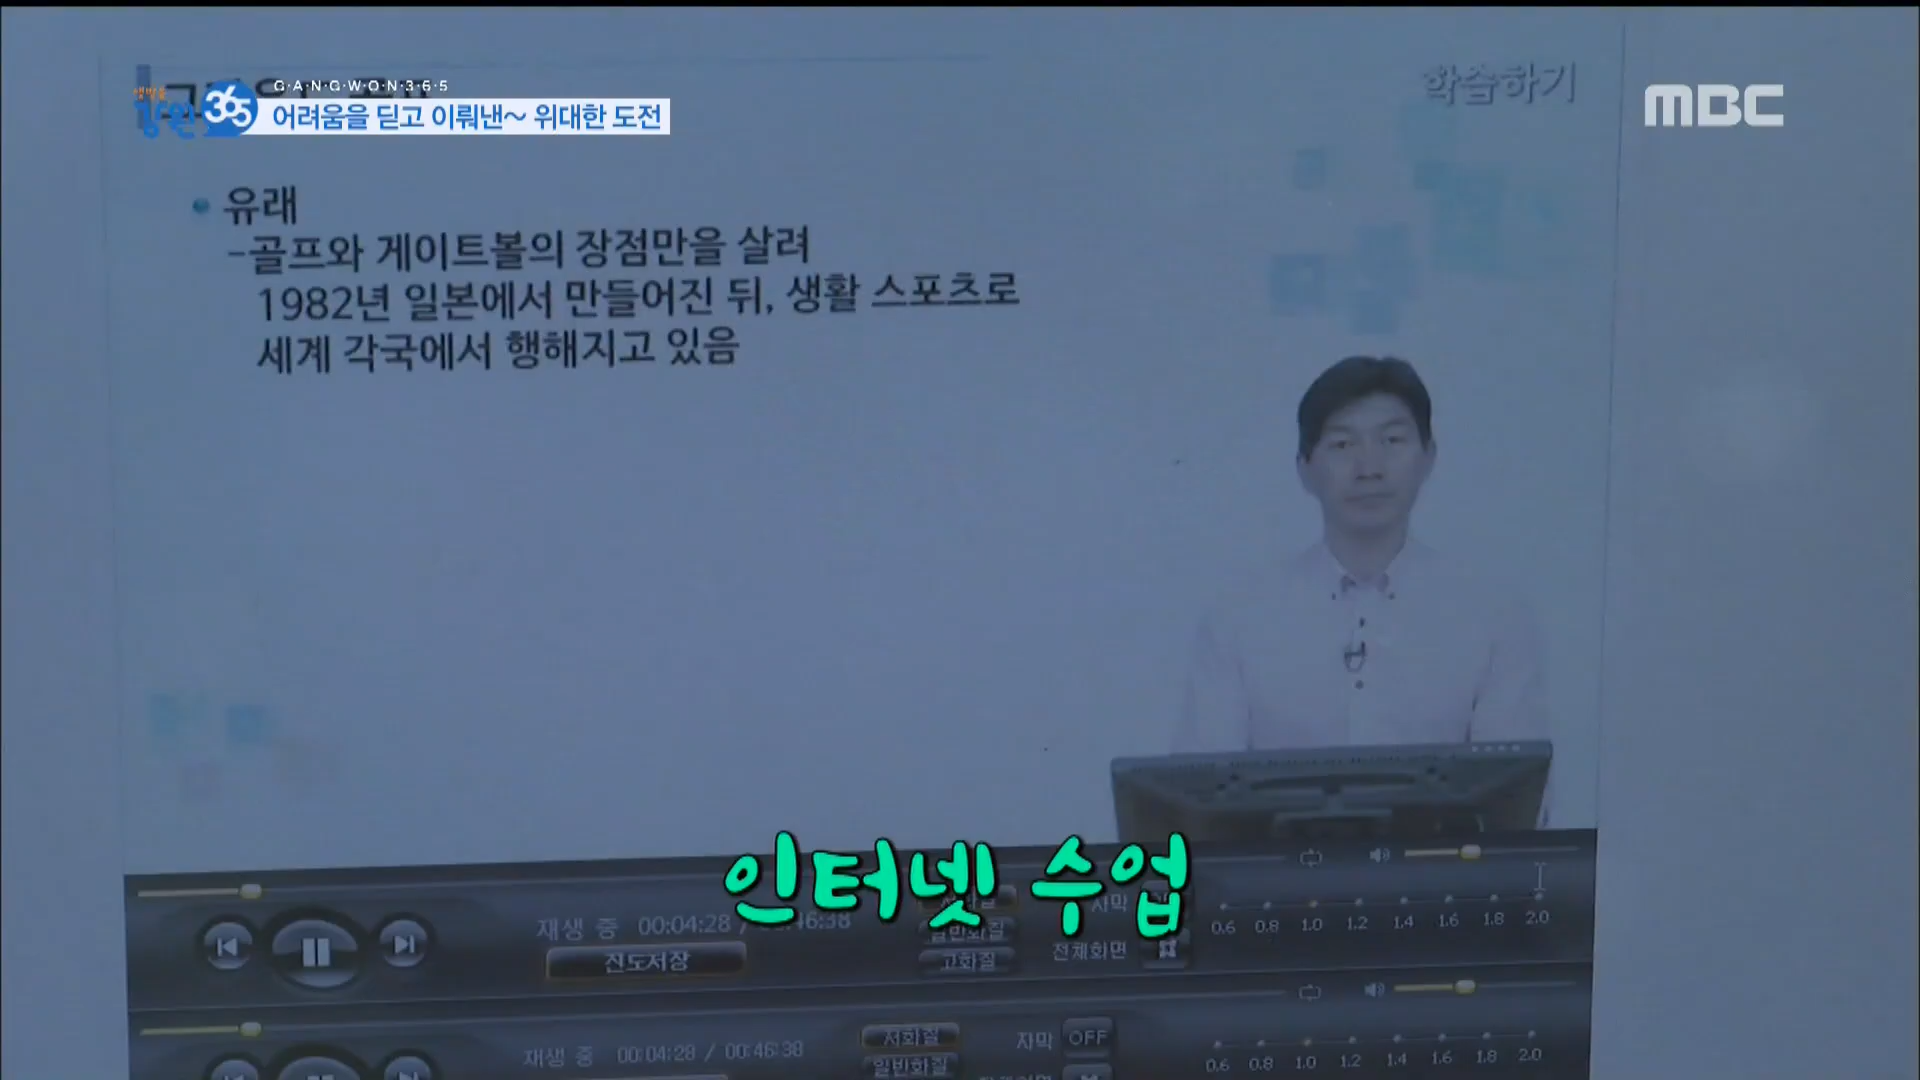 G·A·N·G·W·O·N·3·6·5
365
어려움을 딛고 이뤄낸~ 위대한 도전
학습하기
MBC
• 유래
-골프와 게이트볼의 장점만을 살려
1982년 일본에서 만들어진 뒤, 생활 스포츠로
세계 각국에서 행해지고 있음
인터넷 수업
재생 중 00:04:28 /
진도저장
일반화질
고화질
자막
전체화면
0.6 0.8 1.0 1.2 1.4 1.6 1.8 2.0
재생 중 00:04:28 / 00:46:38
저화질
일반화질
자막 OFF
0.6 0.8 1.0 1.2 1.4 1.6 1.8 2.0